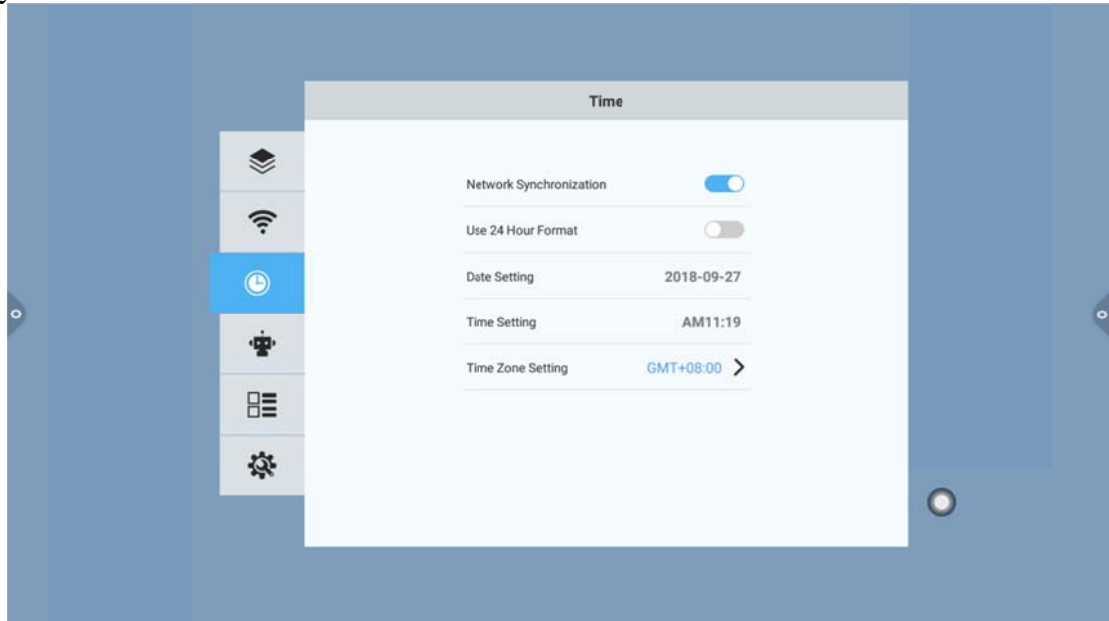 Time
Network Synchronization
Use 24 Hour Format
Date Setting 2018-09-27
Time Setting AM11:19
Time Zone Setting GMT+08:00